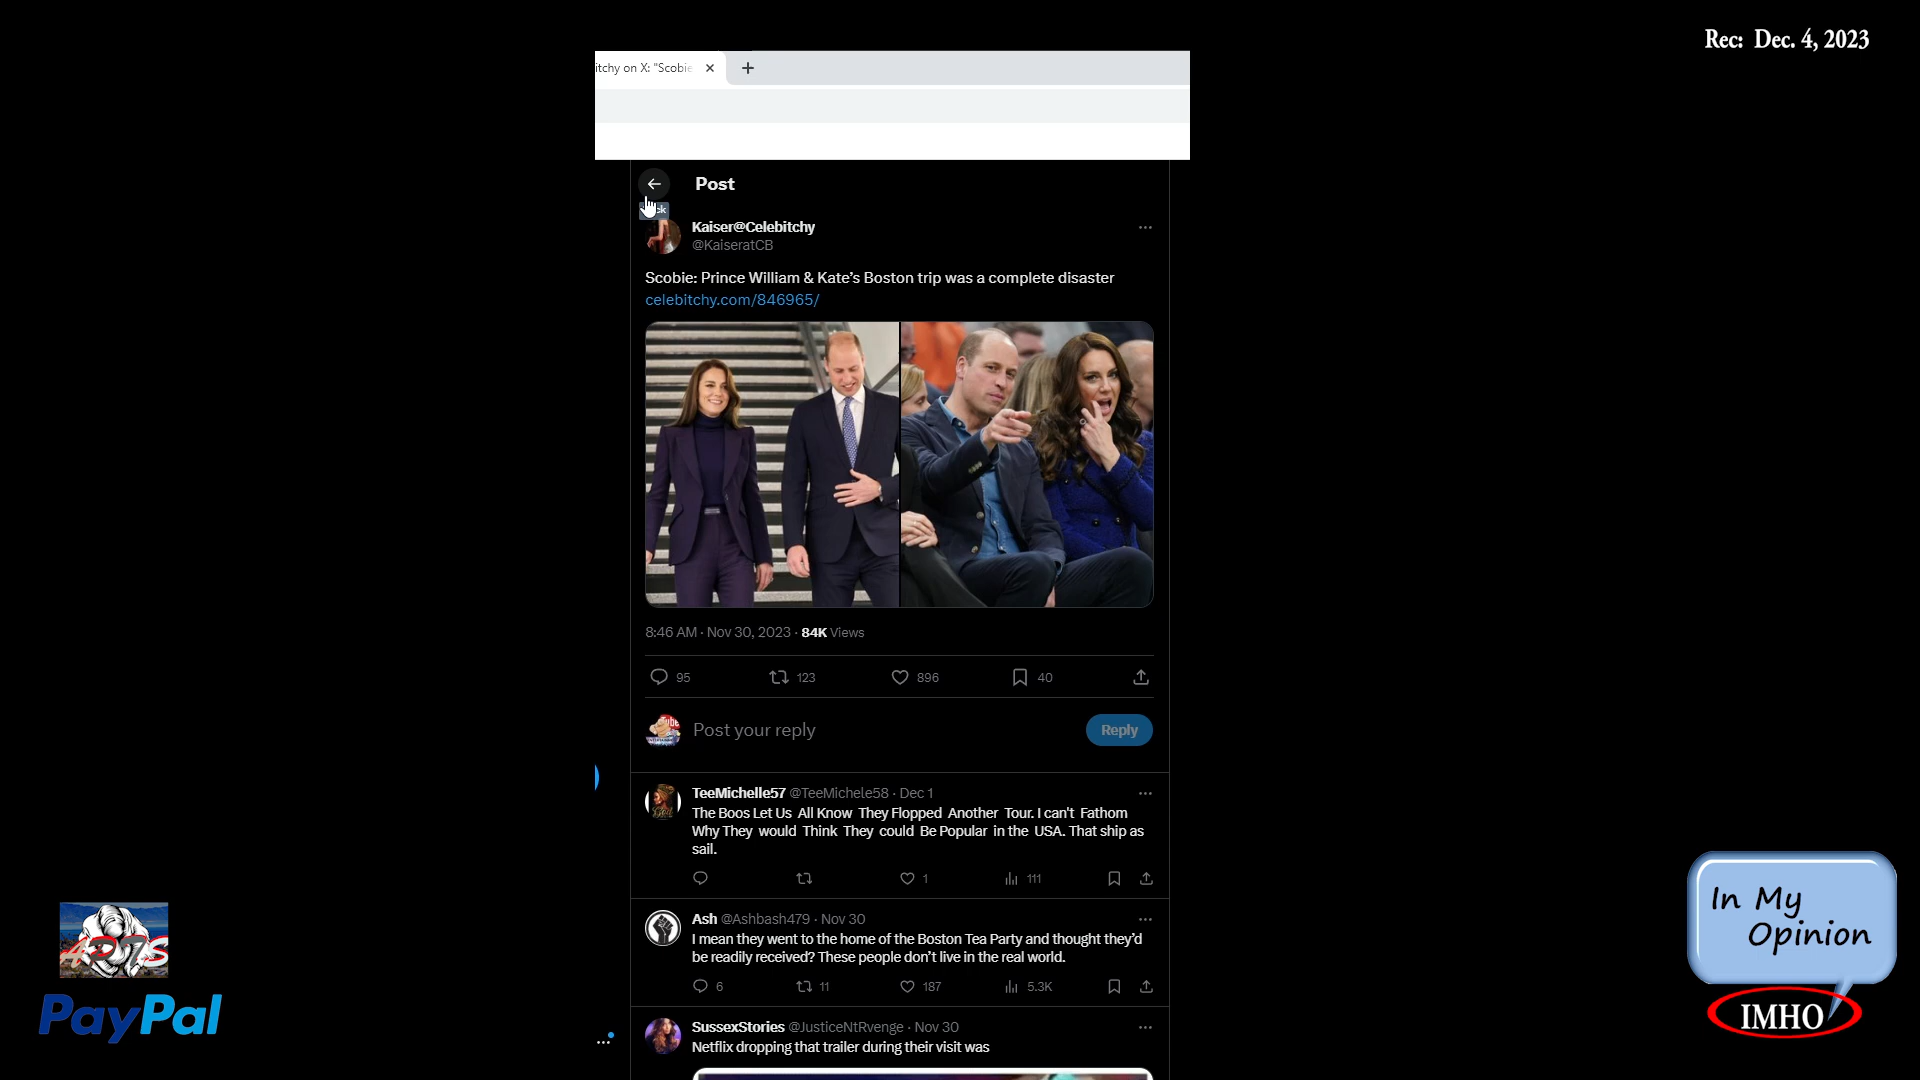 Rec: Dec. 4, 2023
itchy on X: "Scobie
Post
Kaiser@Celebitchy
@KaiseratCB
Scobie: Prince William & Kate's Boston trip was a complete disaster
celebitchy.com/846965/
8:46 AM · Nov 30, 2023 · 84K Views
95 123 896 40
Post your reply
Reply
TeeMichelle57 @TeeMichele58 · Dec 1
The Boos Let Us All Know They Flopped Another Tour. I can't Fathom
Why They would Think They could Be Popular in the USA. That ship as
sail.
1 111
Ash @Ashbash479 · Nov 30
I mean they went to the home of the Boston Tea Party and thought they'd
be readily received? These people don't live in the real world.
6 11 187 5.3K
SussexStories @JusticeNtRvenge · Nov 30
Netflix dropping that trailer during their visit was
PayPal
In My
Opinion
IMHO